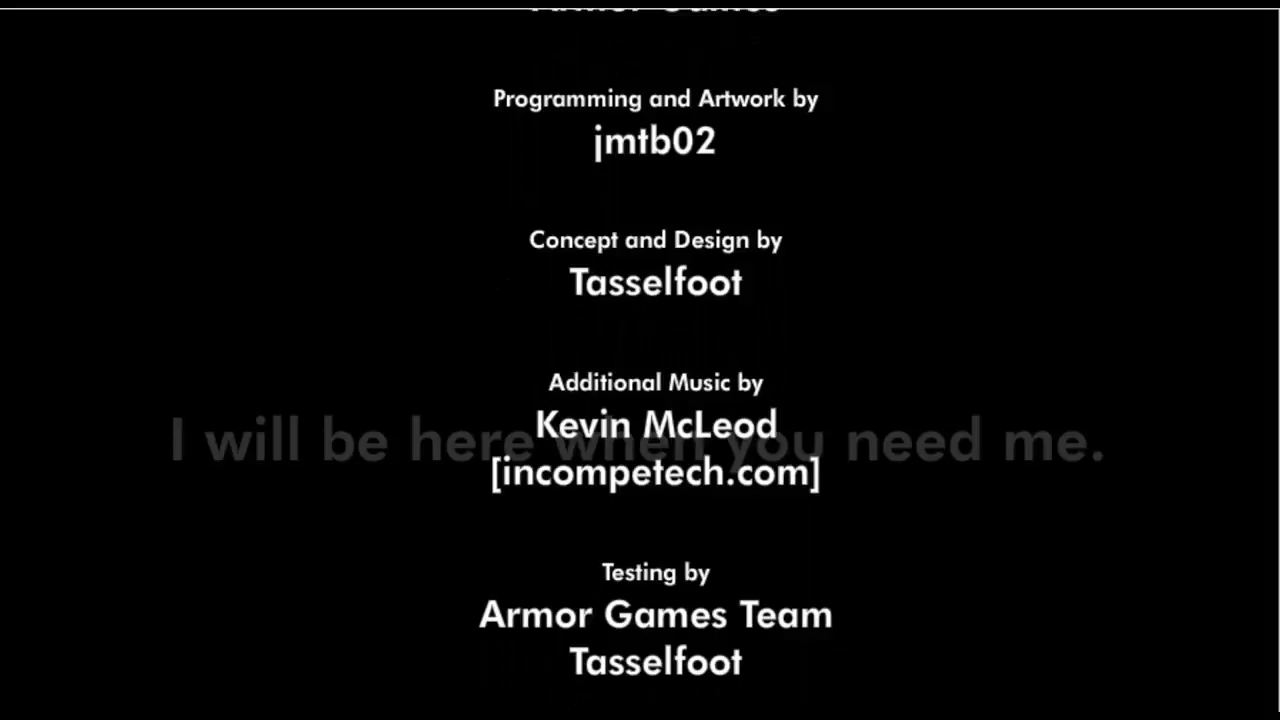 Armor Games
Programming and Artwork by
jmtb02
Concept and Design by
Tasselfoot
Additional Music by
Kevin McLeod
I will be here when you need me.
[incompetech.com]
Testing by
Armor Games Team
Tasselfoot